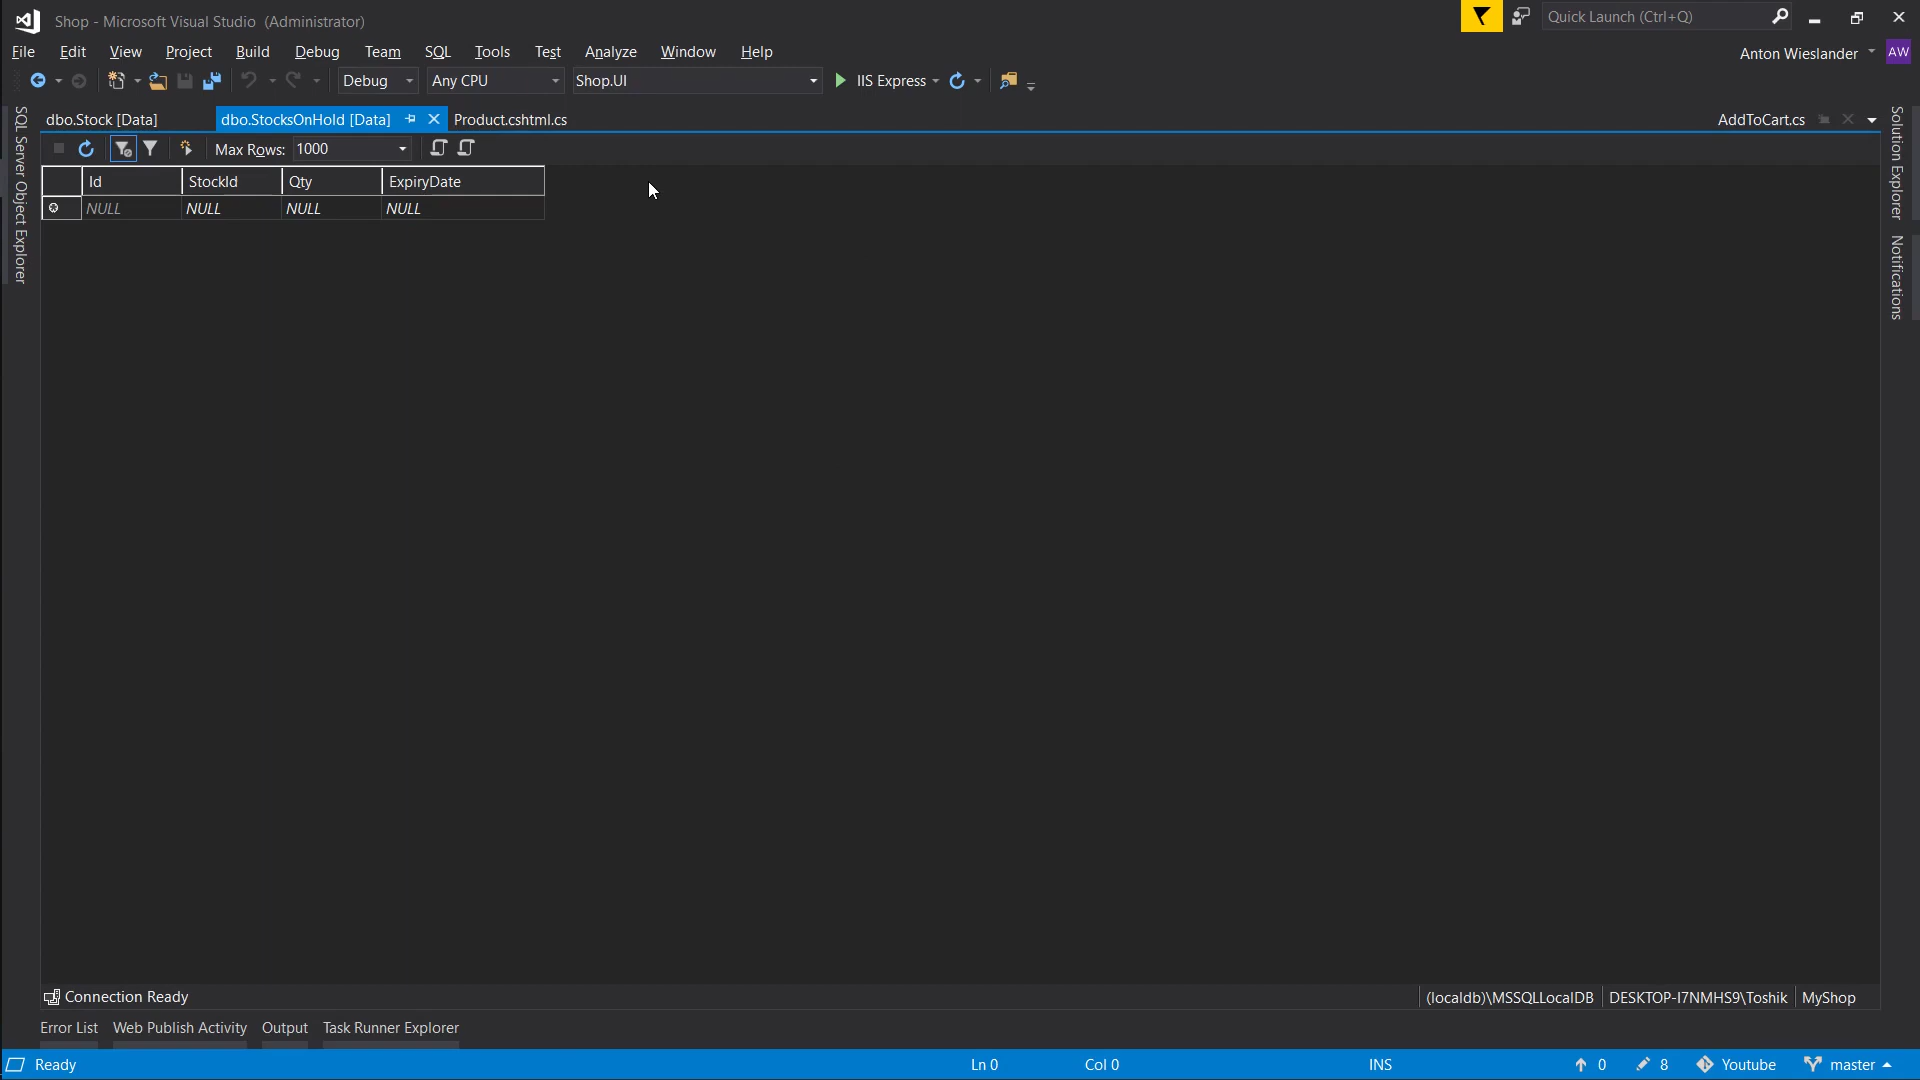 Shop - Microsoft Visual Studio (Administrator)
Quick Launch (Ctrl+Q)
File Edit View Project Build Debug Team SQL Tools Test Analyze Window Help
Anton Wieslander AW
Debug Any CPU Shop.UI IIS Express
SQL Server Object Explorer
dbo.Stock [Data] dbo.StocksOnHold [Data] Product.cshtml.cs AddToCart.cs
Solution Explorer
Notifications
Max Rows: 1000
Id StockId Qty ExpiryDate
NULL NULL NULL NULL
Connection Ready (localdb)\MSSQLLocalDB DESKTOP-I7NMHS9\Toshik MyShop
Error List Web Publish Activity Output Task Runner Explorer
Ready Ln 0 Col 0 INS 0 8 Youtube master